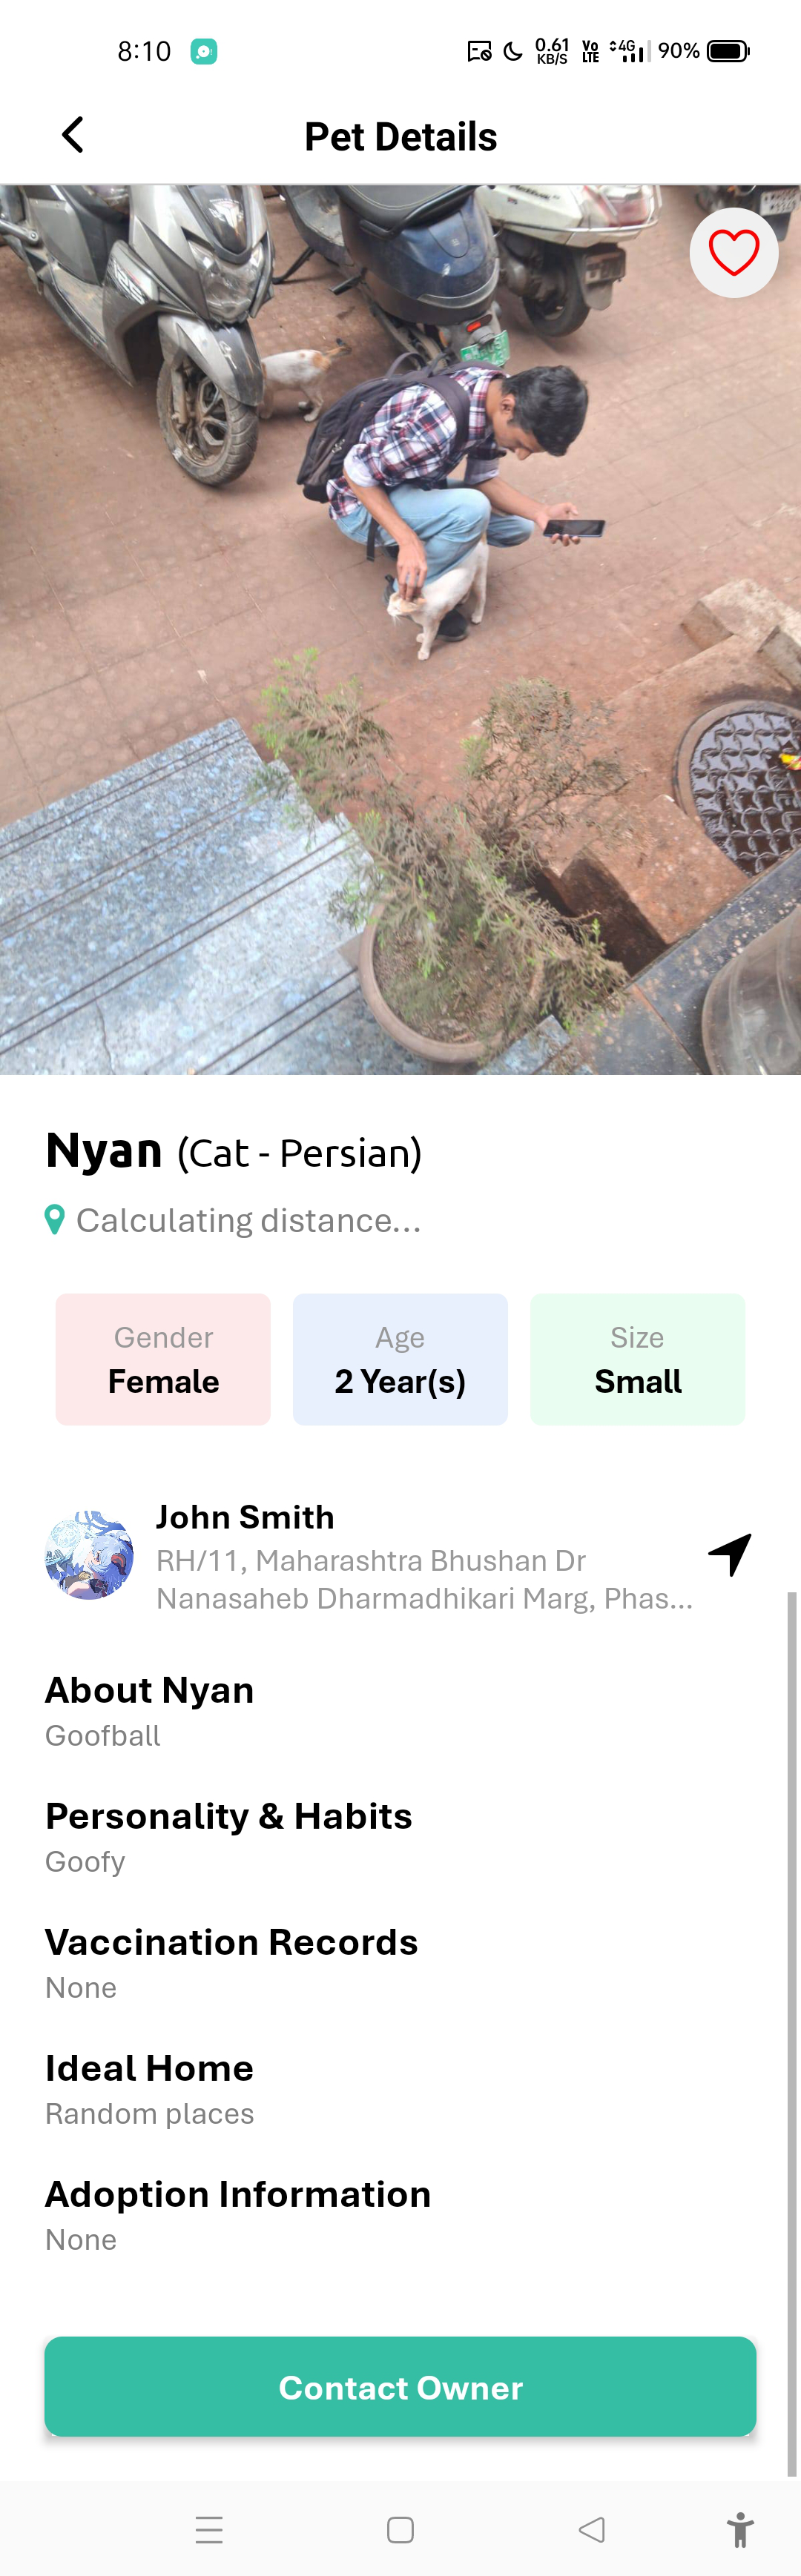 8:10
0.61
KB/S
Vo
LTE
4G
90%
Pet Details
125
Nyan (Cat - Persian)
Calculating distance...
Gender
Female
Age
2 Year(s)
Size
Small
John Smith
RH/11, Maharashtra Bhushan Dr
Nanasaheb Dharmadhikari Marg, Phas...
About Nyan
Goofball
Personality & Habits
Goofy
Vaccination Records
None
Ideal Home
Random places
Adoption Information
None
Contact Owner